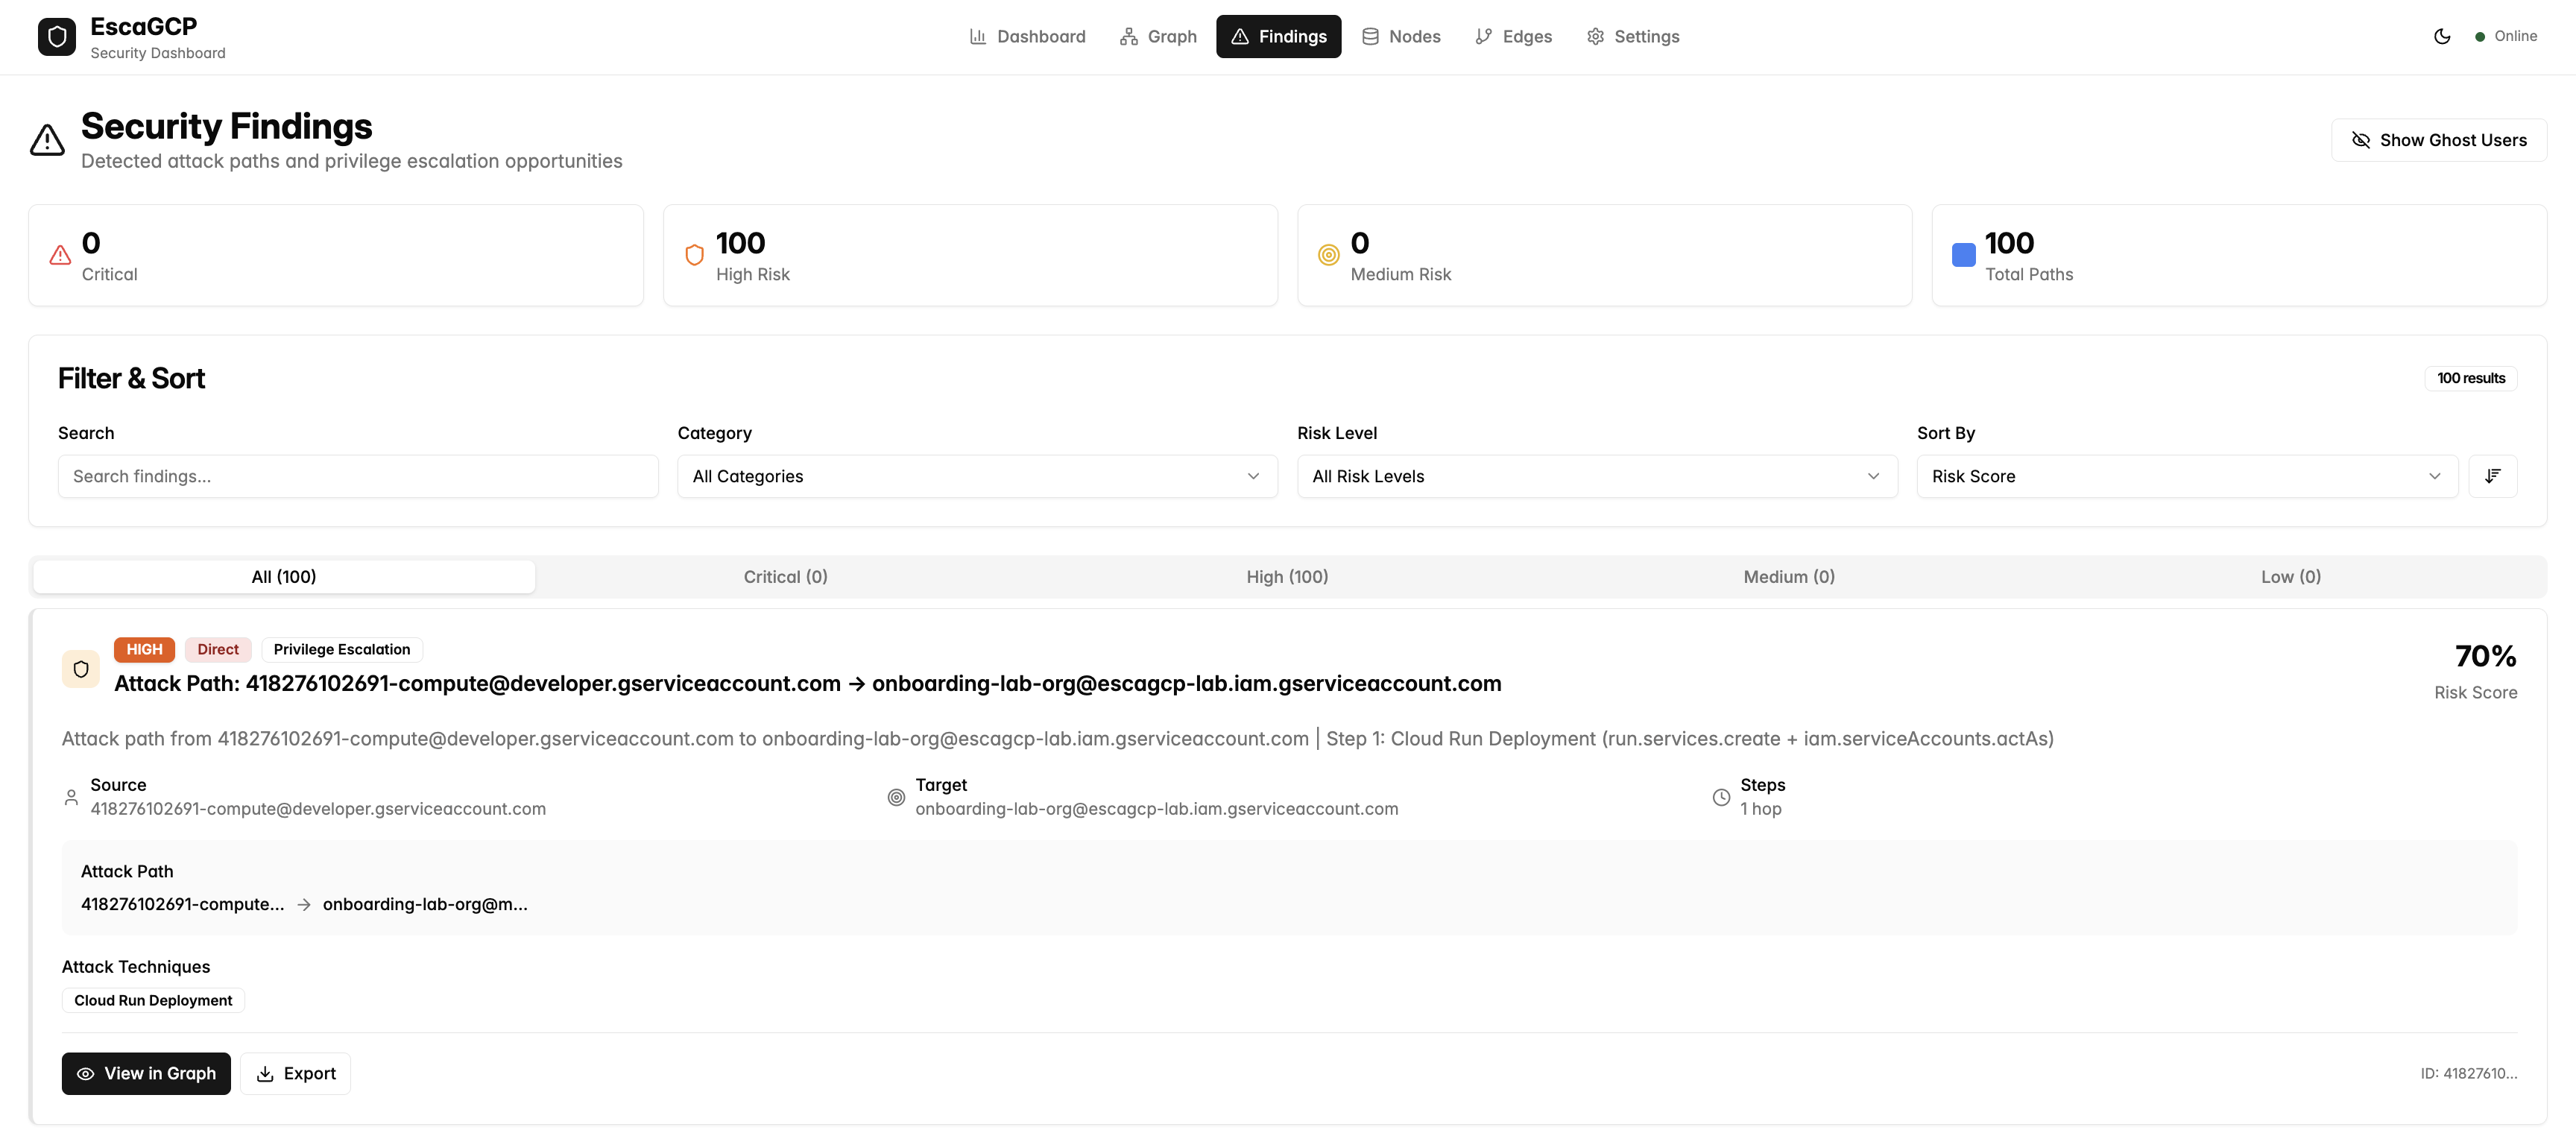 EscaGCP
Security Dashboard
Dashboard
Graph
Findings
Nodes
Edges
Settings
Online
Security Findings
Detected attack paths and privilege escalation opportunities
Show Ghost Users
0
Critical
100
High Risk
0
Medium Risk
100
Total Paths
Filter & Sort
100 results
Search
Category
Risk Level
Sort By
Search findings...
All Categories
All Risk Levels
Risk Score
All (100)
Critical (0)
High (100)
Medium (0)
Low (0)
HIGH
Direct
Privilege Escalation
Attack Path: 418276102691-compute@developer.gserviceaccount.com → onboarding-lab-org@escagcp-lab.iam.gserviceaccount.com
70%
Risk Score
Attack path from 418276102691-compute@developer.gserviceaccount.com to onboarding-lab-org@escagcp-lab.iam.gserviceaccount.com | Step 1: Cloud Run Deployment (run.services.create + iam.serviceAccounts.actAs)
Source
418276102691-compute@developer.gserviceaccount.com
Target
onboarding-lab-org@escagcp-lab.iam.gserviceaccount.com
Steps
1 hop
Attack Path
418276102691-compute... → onboarding-lab-org@m...
Attack Techniques
Cloud Run Deployment
View in Graph
Export
ID: 41827610...